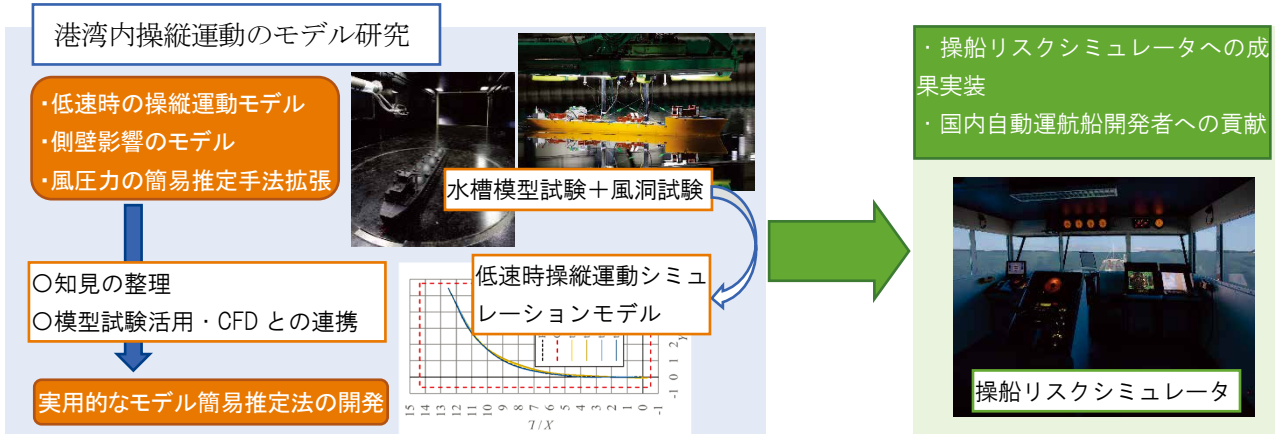 港湾内操縦運動のモデル研究
・低速時の操縦運動モデル
・側壁影響のモデル
・風圧力の簡易推定手法拡張
〇知見の整理
〇模型試験活用・CFD との連携
実用的なモデル簡易推定法の開発
水槽模型試験＋風洞試験
低速時操縦運動シミュ
レーションモデル
15 14 13 12 11 10 9 8 7 6 5 4 3 2 1 0 -1
T/X
-1 0 1 2
・操船リスクシミュレータへの成
果実装
・国内自動運航船開発者への貢献
操船リスクシミュレータ